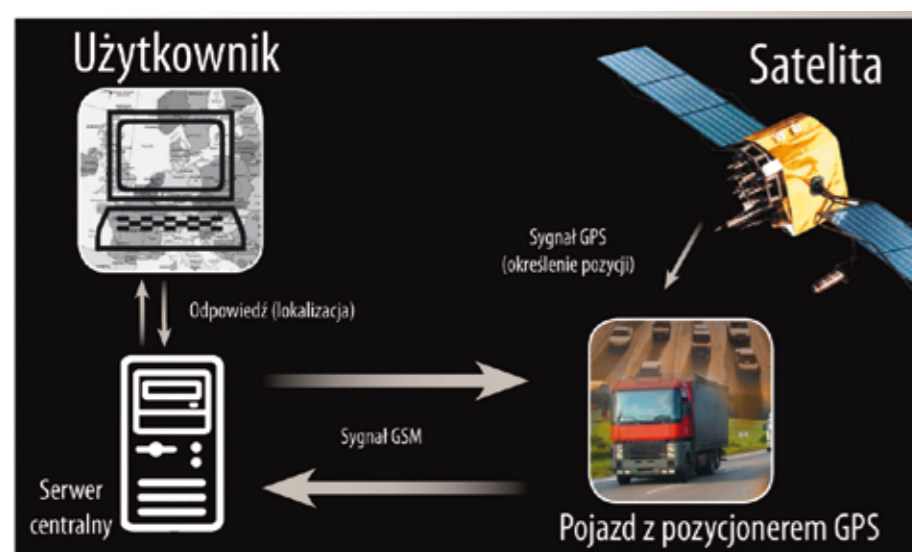 Użytkownik
Satelita
Sygnał GPS
(określenie pozycji)
Odpowiedź (lokalizacja)
Sygnał GSM
Serwer
centralny
Pojazd z pozycjonerem GPS